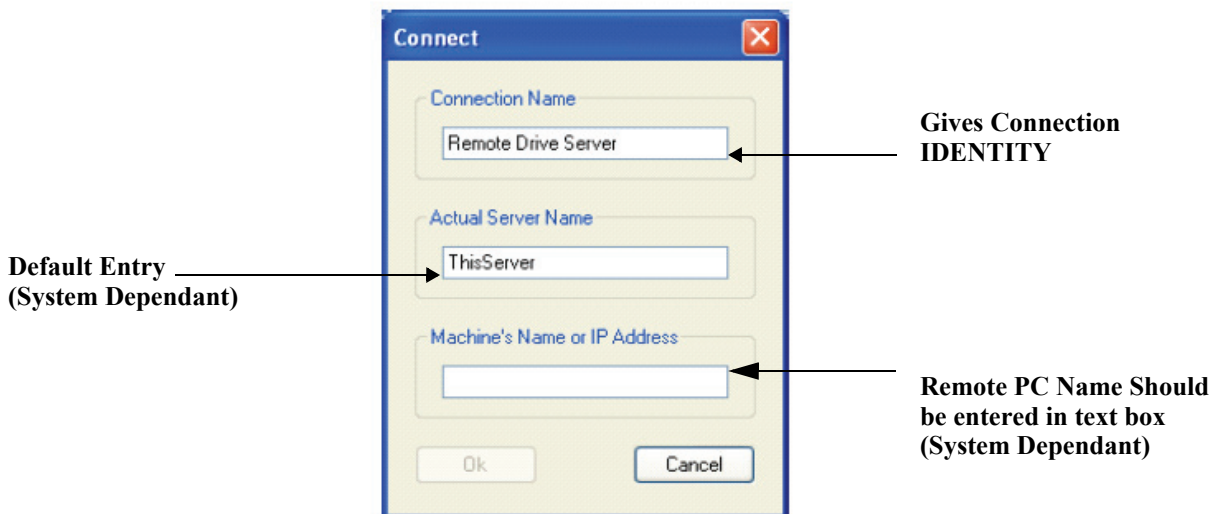 Connect
Connection Name
Remote Drive Server
Gives Connection
IDENTITY
Actual Server Name
ThisServer
Default Entry
(System Dependant)
Machine's Name or IP Address
Remote PC Name Should
be entered in text box
(System Dependant)
Ok
Cancel